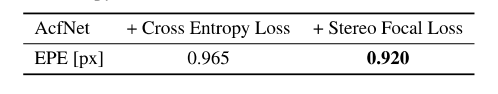 AcfNet + Cross Entropy Loss + Stereo Focal Loss
EPE [px] 0.965 0.920